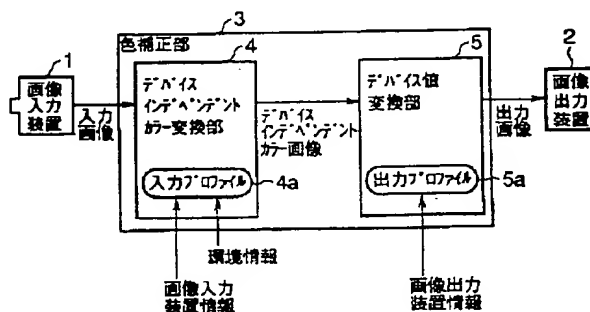 3
色補正部
1
画像
入力
装置
入力
画像
4
デバイス
インデペンデント
カラー変換部
入力プロファイル
4a
デバイス
インデペンデント
カラー画像
5
デバイス値
変換部
出力プロファイル
5a
出力
画像
2
画像
出力
装置
環境情報
画像入力
装置情報
画像出力
装置情報